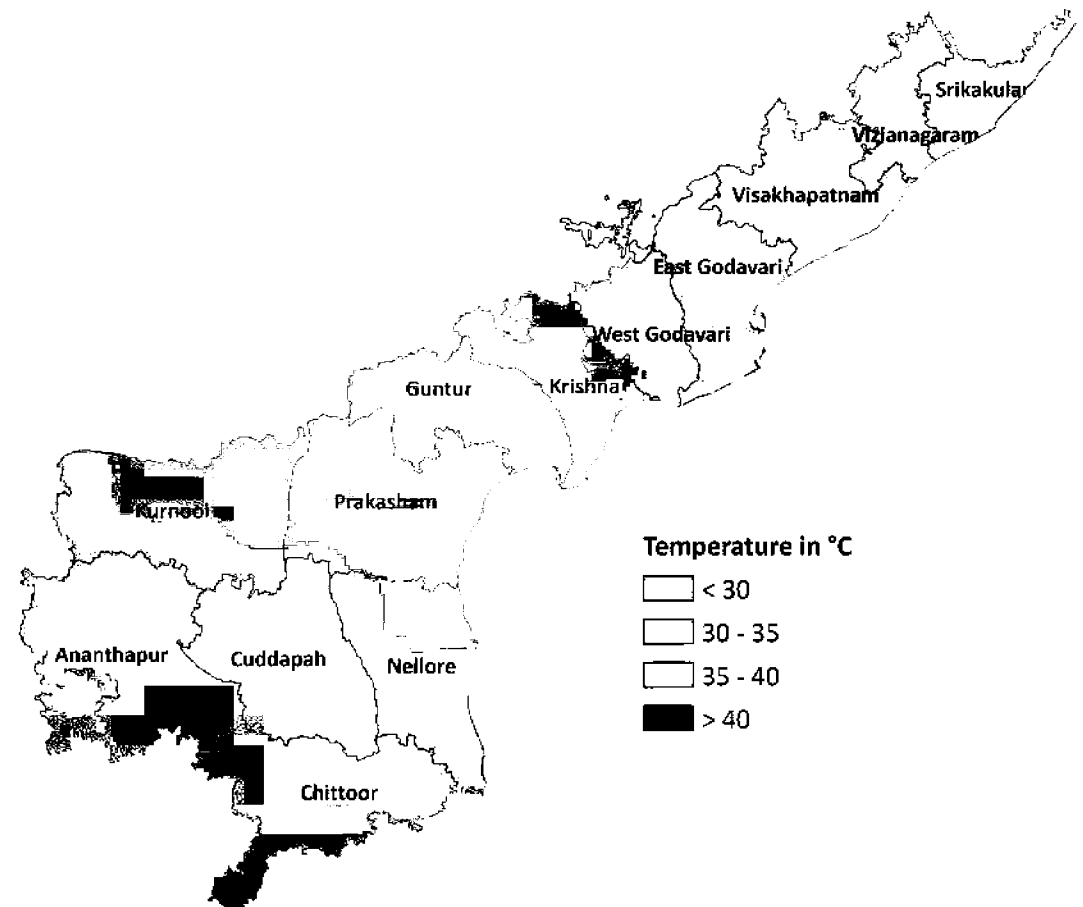 Srikakular
Vizianagaram
Visakhapatnam
East Godavari
West Godavari
Guntur
Krishna
Kurnool
Prakasham
Temperature in °C
< 30
30 - 35
35 - 40
> 40
Ananthapur
Cuddapah
Nellore
Chittoor